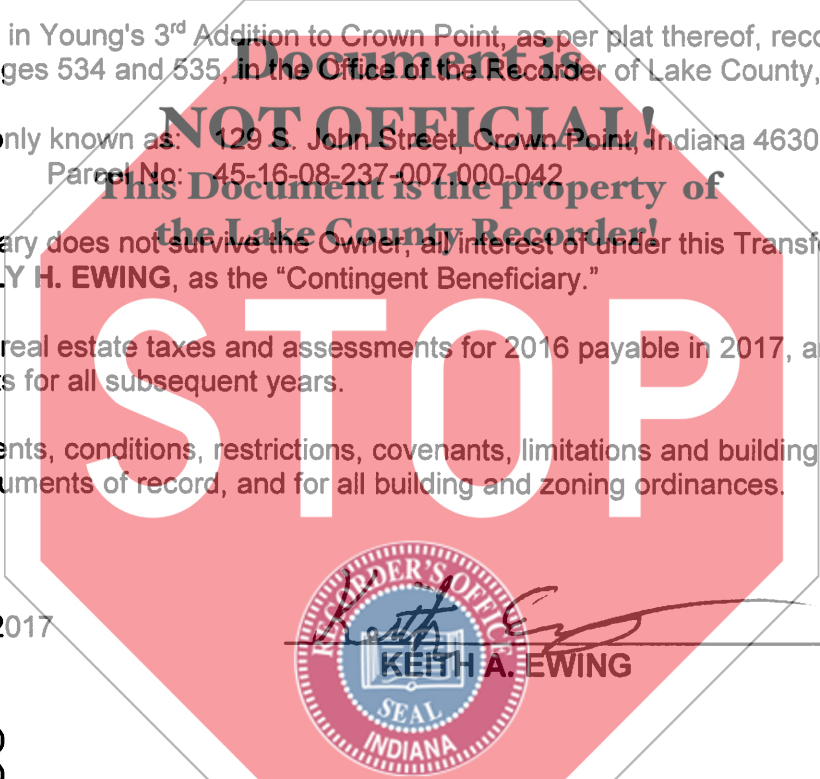 in Young's 3rd Addition to Crown Point, as per plat thereof, reco
Document is
ges 534 and 535, in the Office of the Recorder of Lake County,
NOT OFFICIAL!
only known as: 129 S. John Street, Crown Point, Indiana 4630
Parcel No: 45-16-08-237-007.000-042
This Document is the property of
the Lake County Recorder!
ary does not survive the Owner, all interest of under this Transfe
LY H. EWING, as the “Contingent Beneficiary.”
STOP
real estate taxes and assessments for 2016 payable in 2017, a
s for all subsequent years.
ents, conditions, restrictions, covenants, limitations and building
uments of record, and for all building and zoning ordinances.
RECORDER'S OFFICE
2017
KEITH A. EWING
SEAL
INDIANA